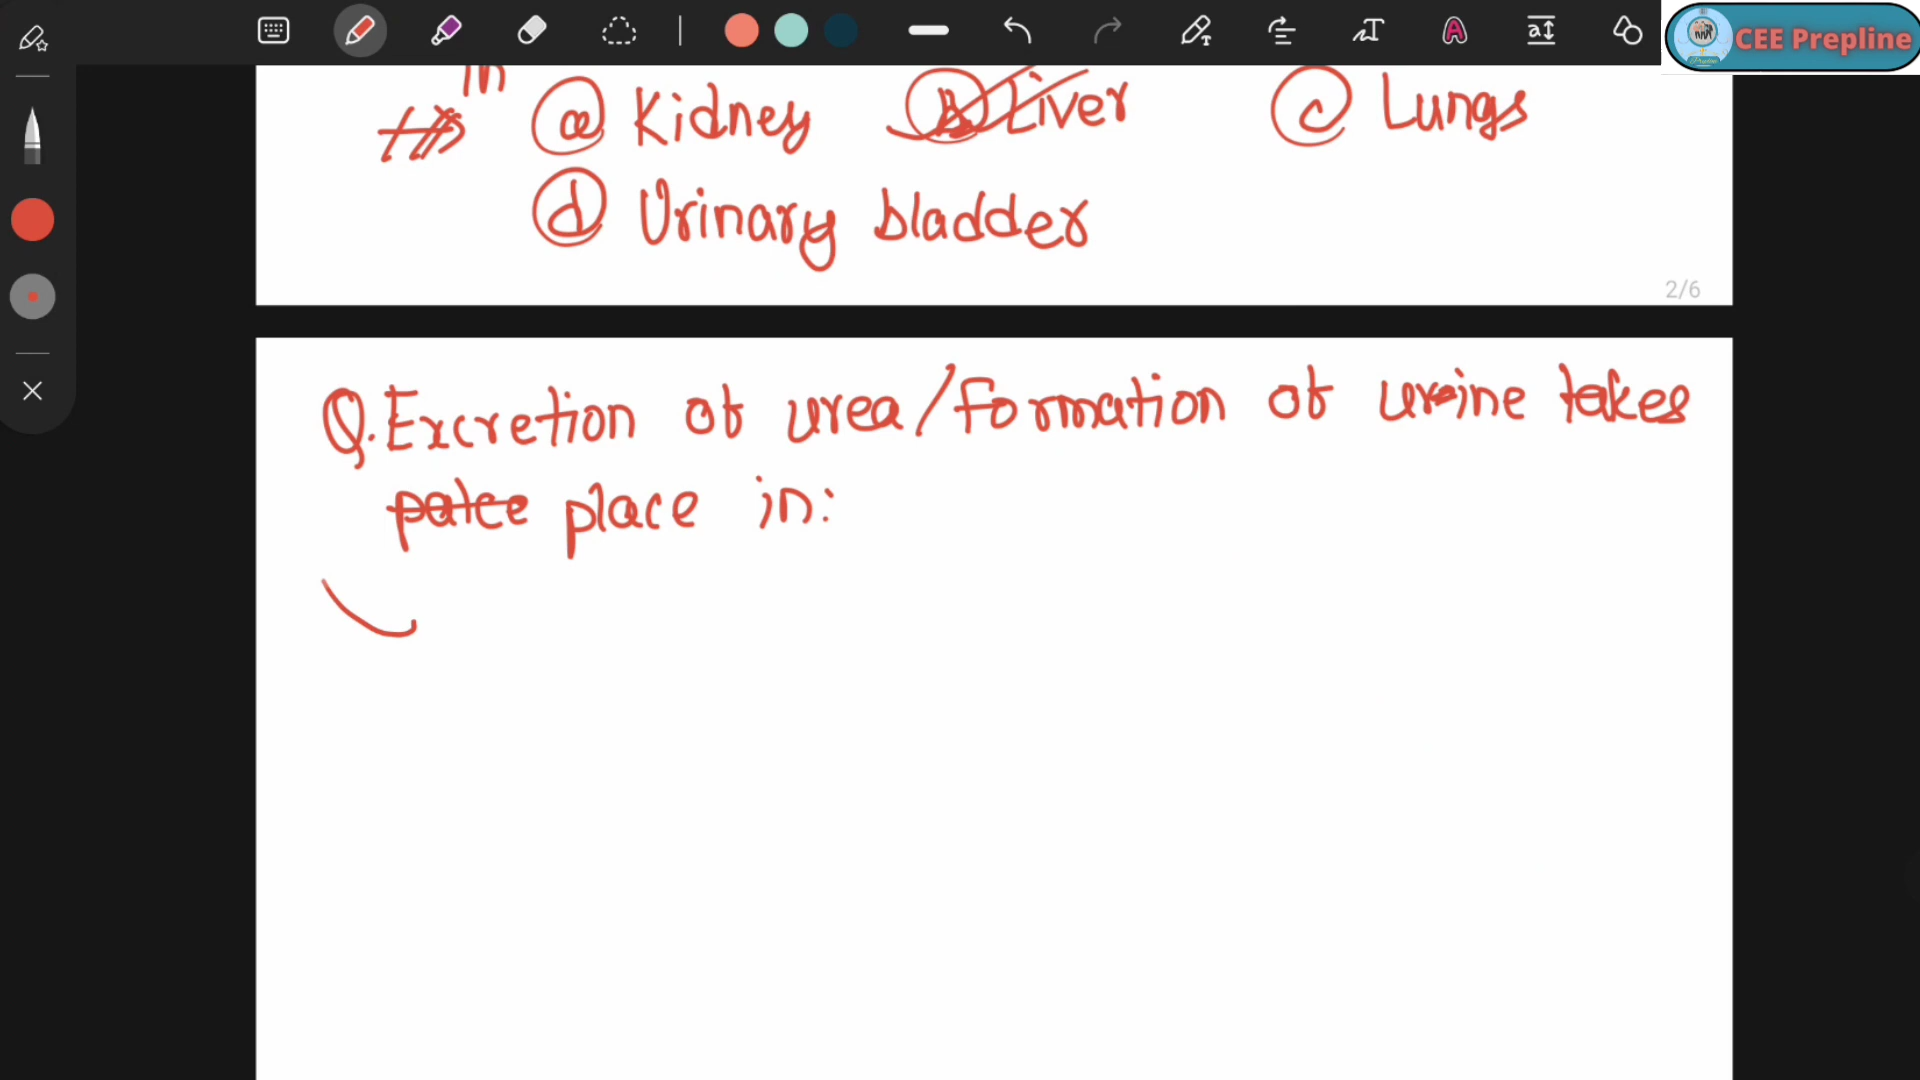 CEE Prepline
in
a Kidney b Liver c Lungs
d Urinary bladder
2/6
Q. Excretion of urea/Formation of urine takes
place in: